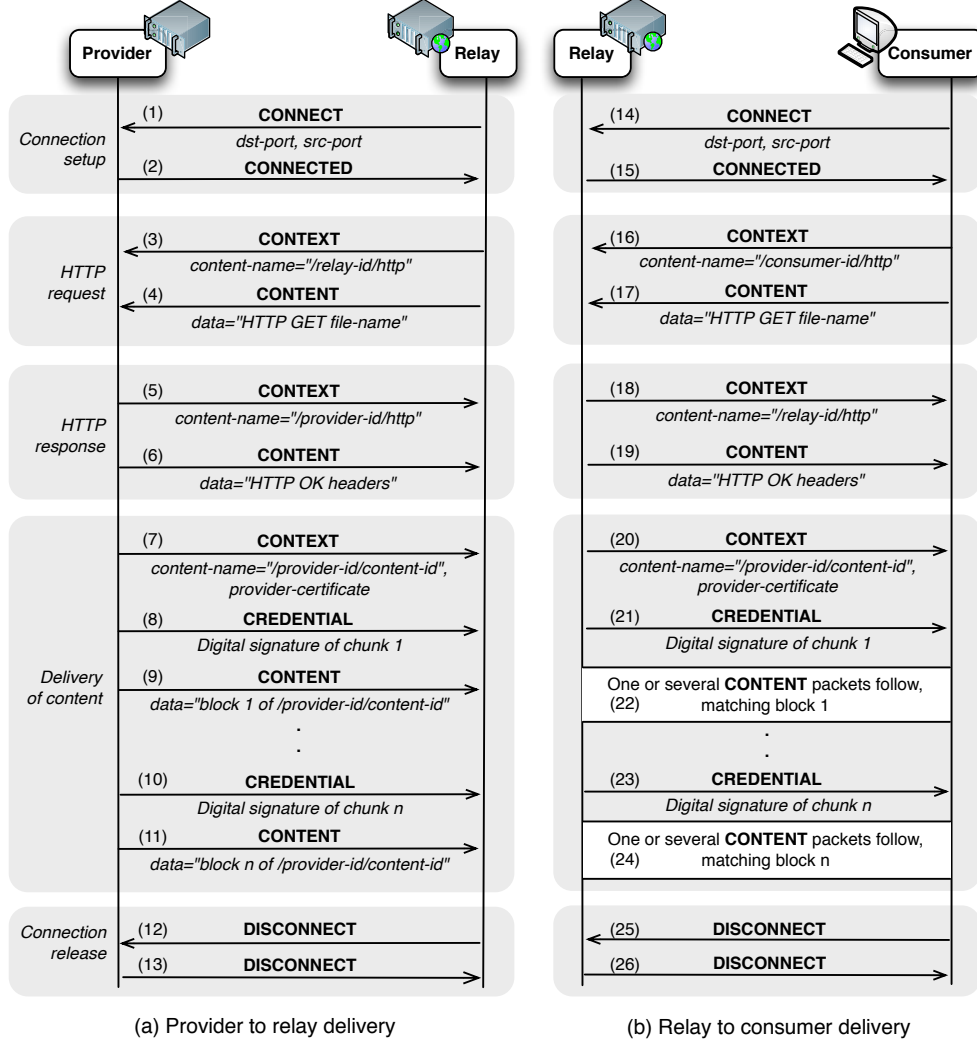 Provider
Relay
Connection
setup
(1) CONNECT
dst-port, src-port
(2) CONNECTED
HTTP
request
(3) CONTEXT
content-name="/relay-id/http"
(4) CONTENT
data="HTTP GET file-name"
HTTP
response
(5) CONTEXT
content-name="/provider-id/http"
(6) CONTENT
data="HTTP OK headers"
Delivery
of content
(7) CONTEXT
content-name="/provider-id/content-id",
provider-certificate
(8) CREDENTIAL
Digital signature of chunk 1
(9) CONTENT
data="block 1 of /provider-id/content-id"
.
.
(10) CREDENTIAL
Digital signature of chunk n
(11) CONTENT
data="block n of /provider-id/content-id"
Connection
release
(12) DISCONNECT
(13) DISCONNECT
(a) Provider to relay delivery
Relay
Consumer
(14) CONNECT
dst-port, src-port
(15) CONNECTED
(16) CONTEXT
content-name="/consumer-id/http"
(17) CONTENT
data="HTTP GET file-name"
(18) CONTEXT
content-name="/relay-id/http"
(19) CONTENT
data="HTTP OK headers"
(20) CONTEXT
content-name="/provider-id/content-id",
provider-certificate
(21) CREDENTIAL
Digital signature of chunk 1
One or several CONTENT packets follow,
(22) matching block 1
.
.
(23) CREDENTIAL
Digital signature of chunk n
One or several CONTENT packets follow,
(24) matching block n
(25) DISCONNECT
(26) DISCONNECT
(b) Relay to consumer delivery